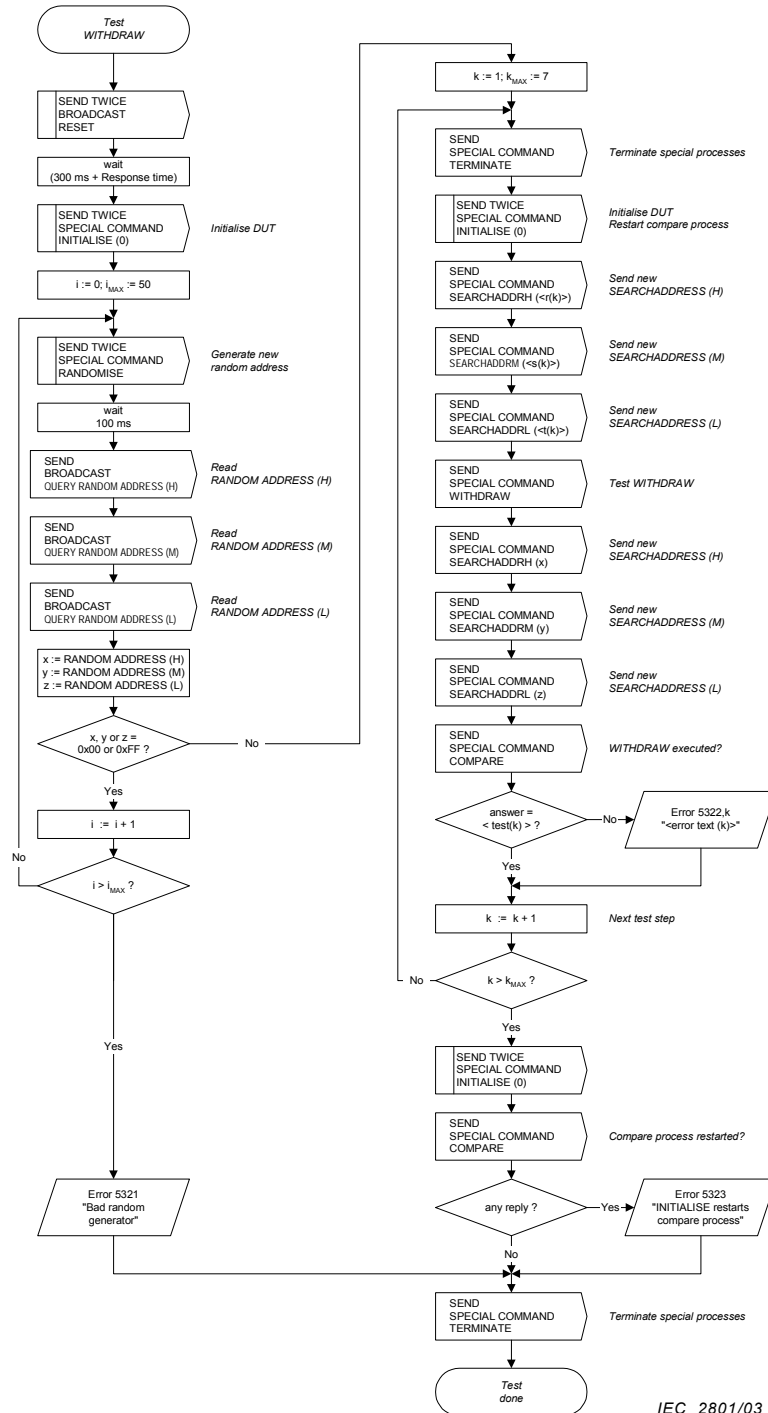 Test
WITHDRAW
SEND TWICE
BROADCAST
RESET
wait
(300 ms + Response time)
SEND TWICE
SPECIAL COMMAND
INITIALISE (0)
Initialise DUT
i := 0; iMAX := 50
SEND TWICE
SPECIAL COMMAND
RANDOMISE
Generate new
random address
wait
100 ms
SEND
BROADCAST
QUERY RANDOM ADDRESS (H)
Read
RANDOM ADDRESS (H)
SEND
BROADCAST
QUERY RANDOM ADDRESS (M)
Read
RANDOM ADDRESS (M)
SEND
BROADCAST
QUERY RANDOM ADDRESS (L)
Read
RANDOM ADDRESS (L)
x := RANDOM ADDRESS (H)
y := RANDOM ADDRESS (M)
z := RANDOM ADDRESS (L)
x, y or z =
0x00 or 0xFF ?
No
Yes
i := i + 1
No
i > iMAX ?
Yes
Error 5321
"Bad random
generator"
k := 1; kMAX := 7
SEND
SPECIAL COMMAND
TERMINATE
Terminate special processes
SEND TWICE
SPECIAL COMMAND
INITIALISE (0)
Initialise DUT
Restart compare process
SEND
SPECIAL COMMAND
SEARCHADDRH (<r(k)>)
Send new
SEARCHADDRESS (H)
SEND
SPECIAL COMMAND
SEARCHADDRM (<s(k)>)
Send new
SEARCHADDRESS (M)
SEND
SPECIAL COMMAND
SEARCHADDRL (<t(k)>)
Send new
SEARCHADDRESS (L)
SEND
SPECIAL COMMAND
WITHDRAW
Test WITHDRAW
SEND
SPECIAL COMMAND
SEARCHADDRH (x)
Send new
SEARCHADDRESS (H)
SEND
SPECIAL COMMAND
SEARCHADDRM (y)
Send new
SEARCHADDRESS (M)
SEND
SPECIAL COMMAND
SEARCHADDRL (z)
Send new
SEARCHADDRESS (L)
SEND
SPECIAL COMMAND
COMPARE
WITHDRAW executed?
answer =
< test(k) > ?
No
Error 5322,k
"<error text (k)>"
Yes
k := k + 1
Next test step
No
k > kMAX ?
Yes
SEND TWICE
SPECIAL COMMAND
INITIALISE (0)
SEND
SPECIAL COMMAND
COMPARE
Compare process restarted?
any reply ?
Yes
Error 5323
"INITIALISE restarts
compare process"
No
SEND
SPECIAL COMMAND
TERMINATE
Terminate special processes
Test
done
IEC 2801/03